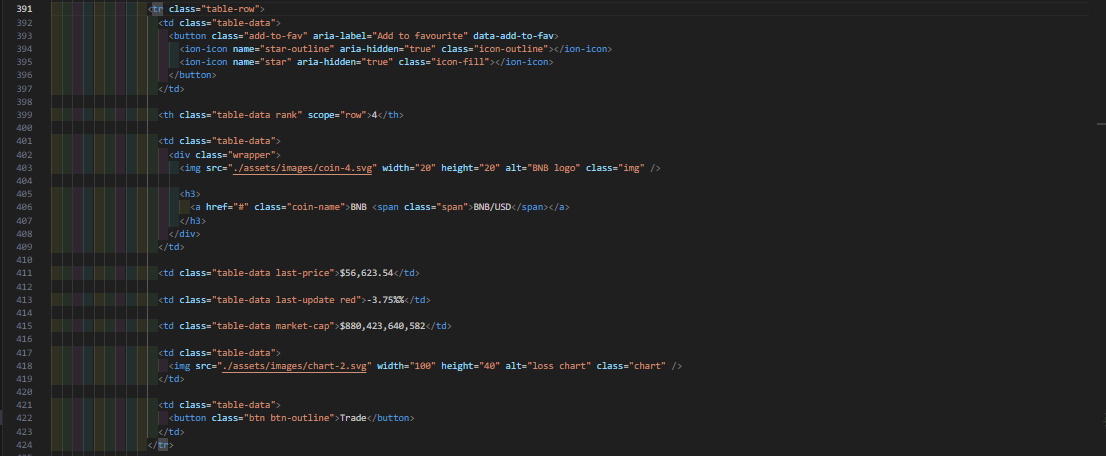 391 <tr class="table-row">
392 <td class="table-data">
393 <button class="add-to-fav" aria-label="Add to favourite" data-add-to-fav>
394 <ion-icon name="star-outline" aria-hidden="true" class="icon-outline"></ion-icon>
395 <ion-icon name="star" aria-hidden="true" class="icon-fill"></ion-icon>
396 </button>
397 </td>
398
399 <th class="table-data rank" scope="row">4</th>
400
401 <td class="table-data">
402 <div class="wrapper">
403 <img src="./assets/images/coin-4.svg" width="20" height="20" alt="BNB logo" class="img" />
404
405 <h3>
406 <a href="#" class="coin-name">BNB <span class="span">BNB/USD</span></a>
407 </h3>
408 </div>
409 </td>
410
411 <td class="table-data last-price">$56,623.54</td>
412
413 <td class="table-data last-update red">-3.75%%</td>
414
415 <td class="table-data market-cap">$880,423,640,582</td>
416
417 <td class="table-data">
418 <img src="./assets/images/chart-2.svg" width="100" height="40" alt="loss chart" class="chart" />
419 </td>
420
421 <td class="table-data">
422 <button class="btn btn-outline">Trade</button>
423 </td>
424 </tr>